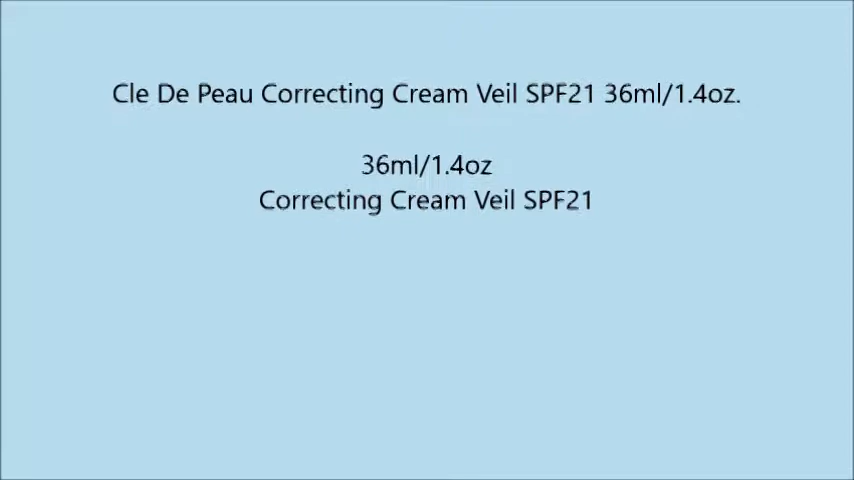 Cle De Peau Correcting Cream Veil SPF21 36ml/1.4oz.
36ml/1.4oz
Correcting Cream Veil SPF21